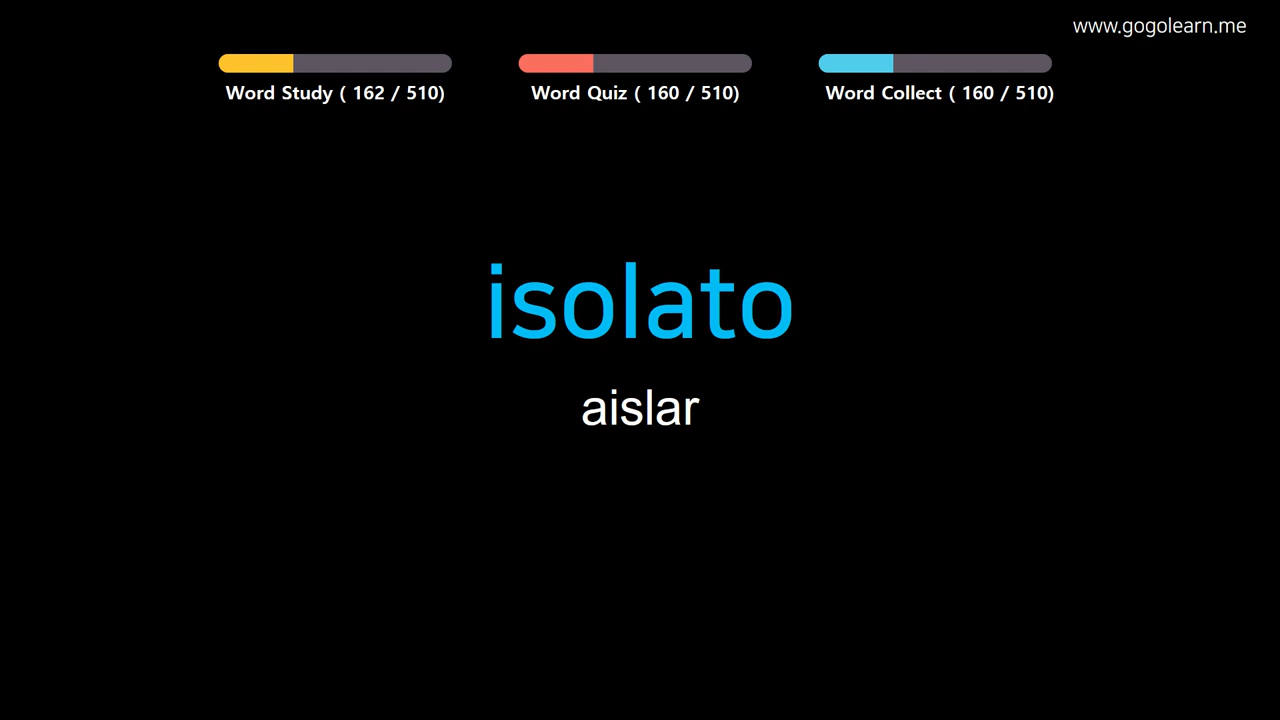 www.gogolearn.me
Word Study ( 162 / 510)
Word Quiz ( 160 / 510)
Word Collect ( 160 / 510)
isolato
aislar